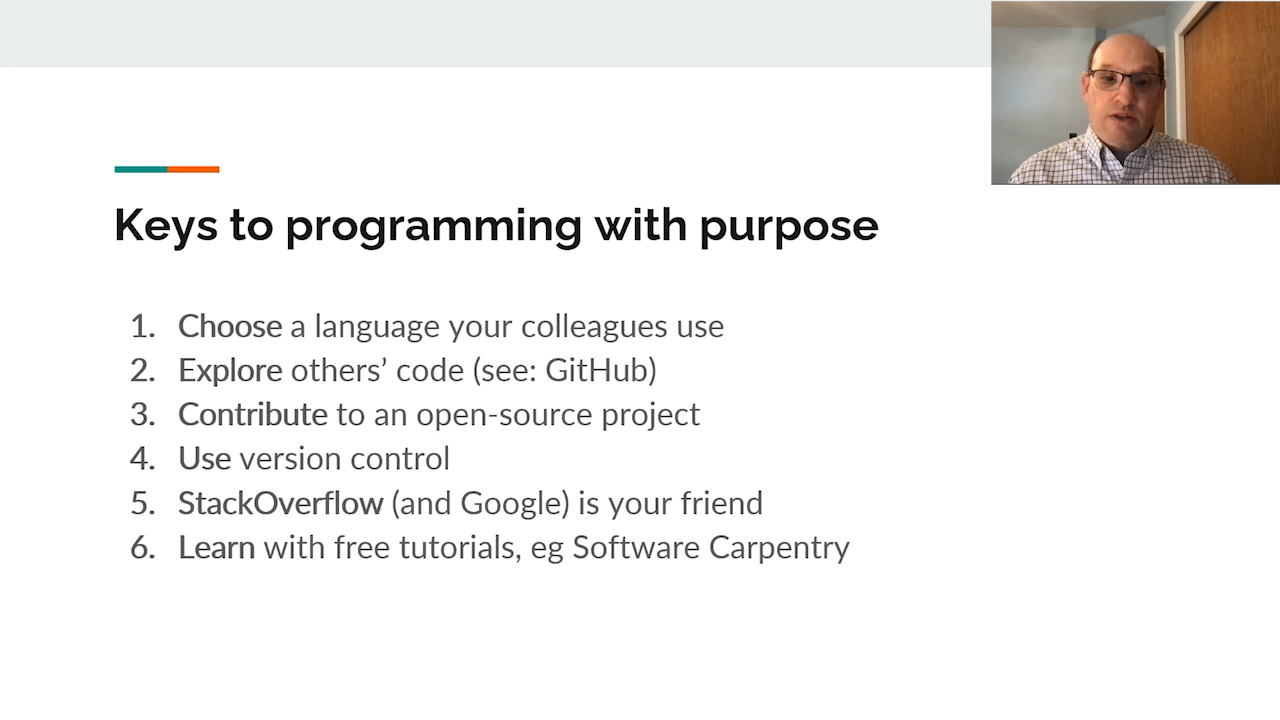 Keys to programming with purpose
1. Choose a language your colleagues use
2. Explore others’ code (see: GitHub)
3. Contribute to an open-source project
4. Use version control
5. StackOverflow (and Google) is your friend
6. Learn with free tutorials, eg Software Carpentry